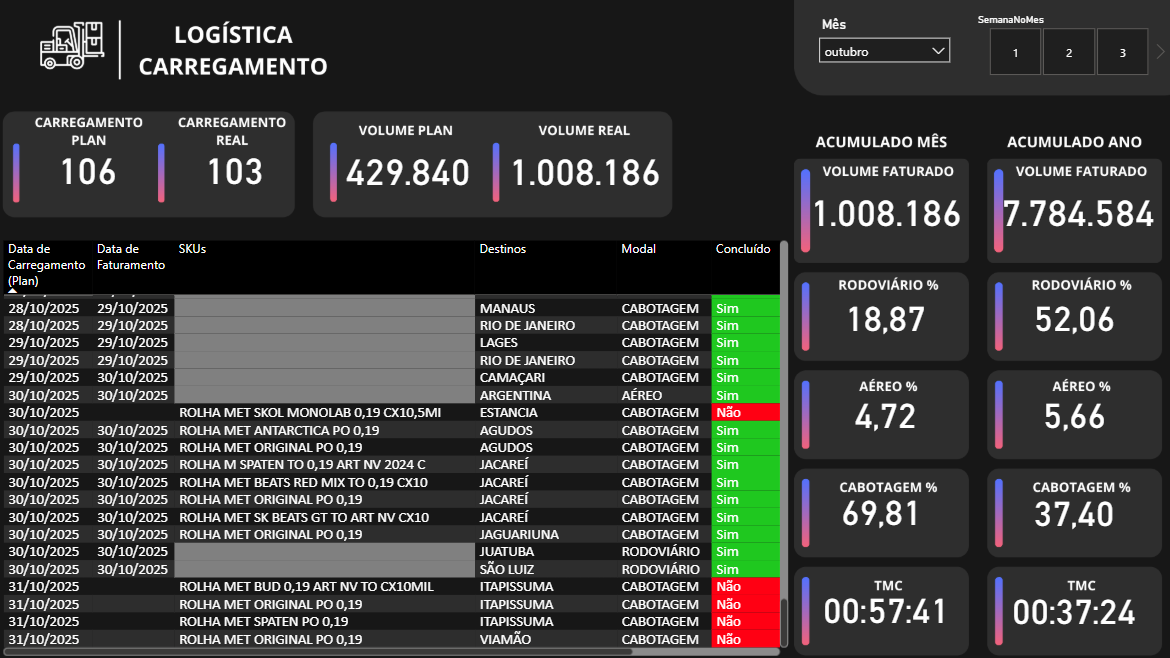 LOGÍSTICA
CARREGAMENTO
Mês
outubro
SemanaNoMes
1 2 3
CARREGAMENTO PLAN
106
CARREGAMENTO REAL
103
VOLUME PLAN
429.840
VOLUME REAL
1.008.186
ACUMULADO MÊS
VOLUME FATURADO
1.008.186
RODOVIÁRIO %
18,87
AÉREO %
4,72
CABOTAGEM %
69,81
TMC
00:57:41
ACUMULADO ANO
VOLUME FATURADO
7.784.584
RODOVIÁRIO %
52,06
AÉREO %
5,66
CABOTAGEM %
37,40
TMC
00:37:24
Data de Carregamento (Plan) Data de Faturamento SKUs Destinos Modal Concluído
28/10/2025 29/10/2025 MANAUS CABOTAGEM Sim
28/10/2025 29/10/2025 RIO DE JANEIRO CABOTAGEM Sim
29/10/2025 29/10/2025 LAGES CABOTAGEM Sim
29/10/2025 29/10/2025 RIO DE JANEIRO CABOTAGEM Sim
29/10/2025 30/10/2025 CAMAÇARI CABOTAGEM Sim
30/10/2025 30/10/2025 ARGENTINA AÉREO Sim
30/10/2025 ROLHA MET SKOL MONOLAB 0,19 CX10,5MI ESTANCIA CABOTAGEM Não
30/10/2025 30/10/2025 ROLHA MET ANTARCTICA PO 0,19 AGUDOS CABOTAGEM Sim
30/10/2025 30/10/2025 ROLHA MET ORIGINAL PO 0,19 AGUDOS CABOTAGEM Sim
30/10/2025 30/10/2025 ROLHA M SPATEN TO 0,19 ART NV 2024 C JACAREÍ CABOTAGEM Sim
30/10/2025 30/10/2025 ROLHA MET BEATS RED MIX TO 0,19 CX10 JACAREÍ CABOTAGEM Sim
30/10/2025 30/10/2025 ROLHA MET ORIGINAL PO 0,19 JACAREÍ CABOTAGEM Sim
30/10/2025 30/10/2025 ROLHA MET SK BEATS GT TO ART NV CX10 JACAREÍ CABOTAGEM Sim
30/10/2025 30/10/2025 ROLHA MET ORIGINAL PO 0,19 JAGUARIUNA CABOTAGEM Sim
30/10/2025 30/10/2025 JUATUBA RODOVIÁRIO Sim
30/10/2025 30/10/2025 SÃO LUIZ RODOVIÁRIO Sim
31/10/2025 ROLHA MET BUD 0,19 ART NV TO CX10MIL ITAPISSUMA CABOTAGEM Não
31/10/2025 ROLHA MET ORIGINAL PO 0,19 ITAPISSUMA CABOTAGEM Não
31/10/2025 ROLHA MET SPATEN PO 0,19 ITAPISSUMA CABOTAGEM Não
31/10/2025 ROLHA MET ORIGINAL PO 0,19 VIAMÃO CABOTAGEM Não